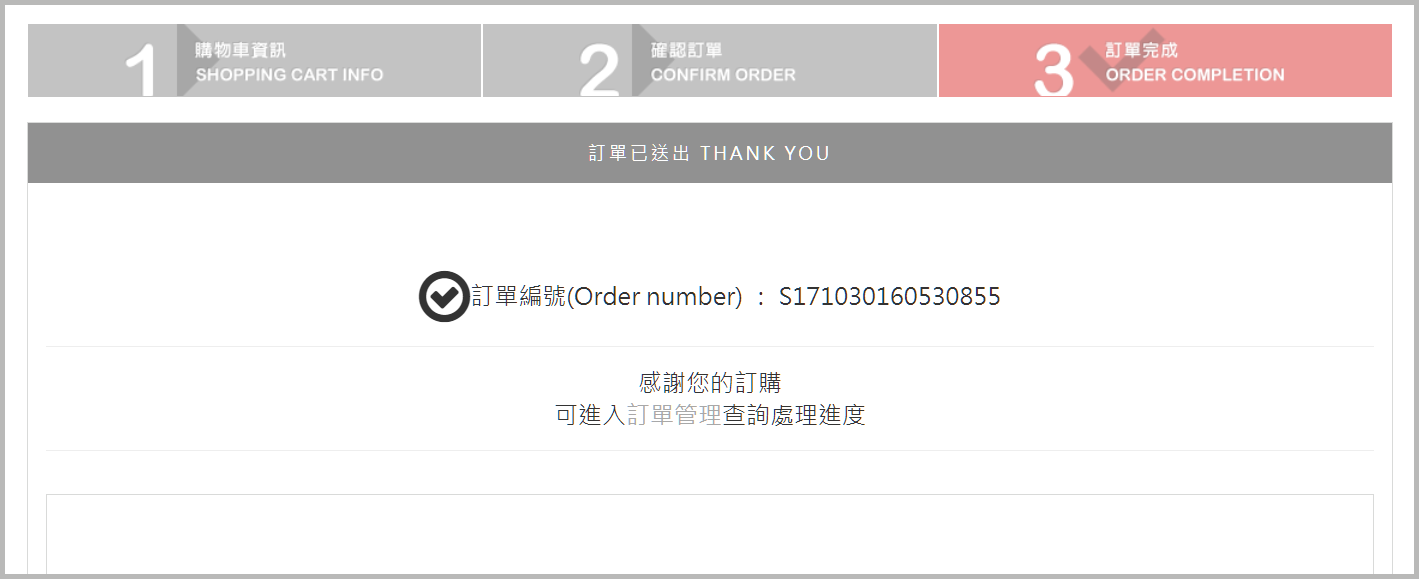 1 購物車資訊
SHOPPING CART INFO
2 確認訂單
CONFIRM ORDER
3 訂單完成
ORDER COMPLETION
訂單已送出 THANK YOU
訂單編號(Order number) : S171030160530855
感謝您的訂購
可進入訂單管理查詢處理進度